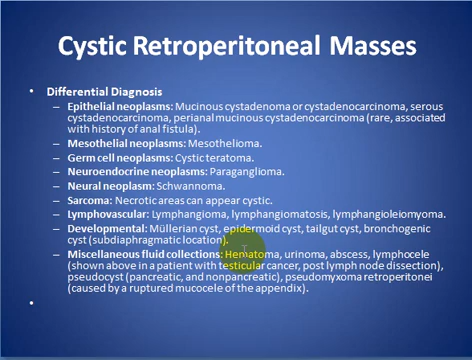 Cystic Retroperitoneal Masses
• Differential Diagnosis
– Epithelial neoplasms: Mucinous cystadenoma or cystadenocarcinoma, serous
cystadenocarcinoma, perianal mucinous cystadenocarcinoma (rare, associated
with history of anal fistula).
– Mesothelial neoplasms: Mesothelioma.
– Germ cell neoplasms: Cystic teratoma.
– Neuroendocrine neoplasms: Paraganglioma.
– Neural neoplasm: Schwannoma.
– Sarcoma: Necrotic areas can appear cystic.
– Lymphovascular: Lymphangioma, lymphangiomatosis, lymphangioleiomyoma.
– Developmental: Müllerian cyst, epidermoid cyst, tailgut cyst, bronchogenic
cyst (subdiaphragmatic location).
– Miscellaneous fluid collections: Hematoma, urinoma, abscess, lymphocele
(shown above in a patient with testicular cancer, post lymph node dissection),
pseudocyst (pancreatic, and nonpancreatic), pseudomyxoma retroperitonei
(caused by a ruptured mucocele of the appendix).